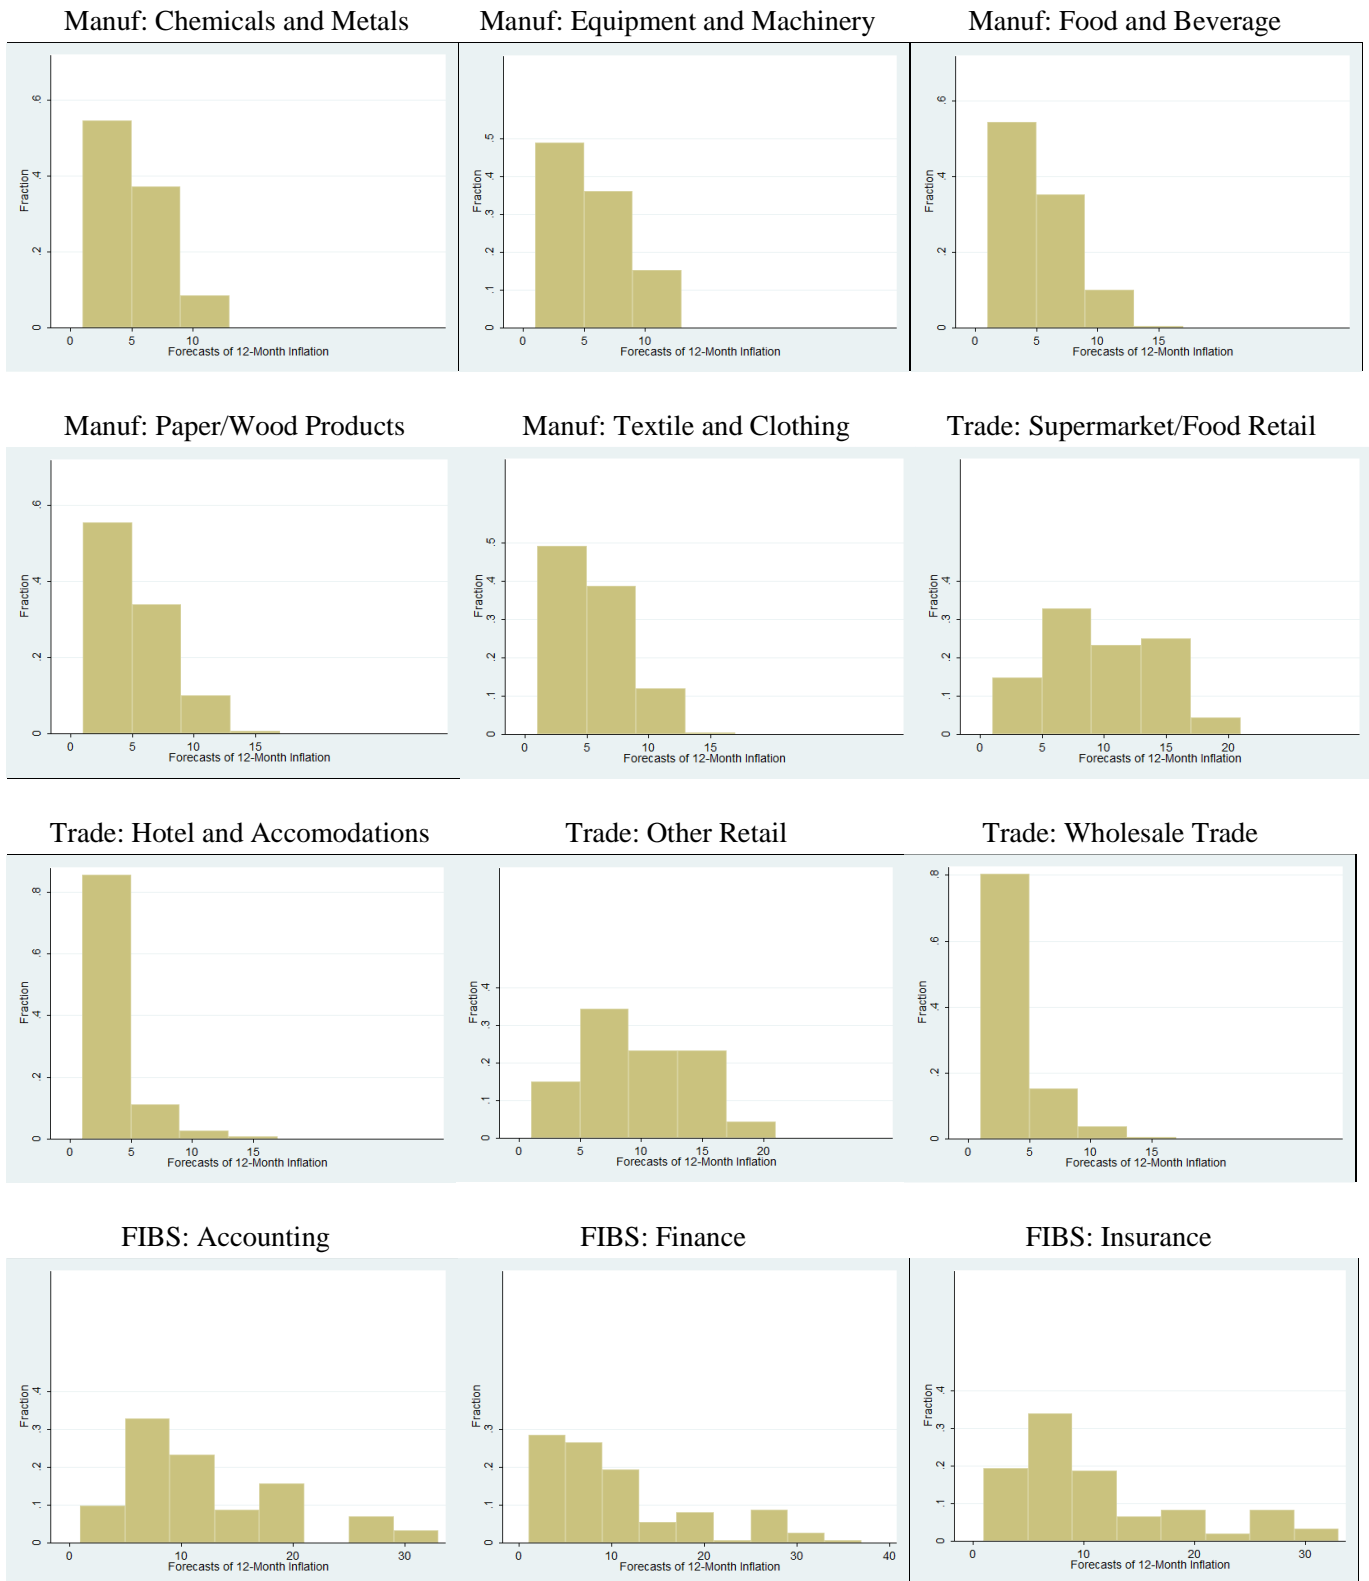 Manuf: Chemicals and Metals
Manuf: Equipment and Machinery
Manuf: Food and Beverage
Fraction
0 .2 .4 .6
0 5 10
Forecasts of 12-Month Inflation
Fraction
0 .1 .2 .3 .4 .5
0 5 10
Forecasts of 12-Month Inflation
Fraction
0 .2 .4 .6
0 5 10 15
Forecasts of 12-Month Inflation
Manuf: Paper/Wood Products
Manuf: Textile and Clothing
Trade: Supermarket/Food Retail
Fraction
0 .2 .4 .6
0 5 10 15
Forecasts of 12-Month Inflation
Fraction
0 .1 .2 .3 .4 .5
0 5 10 15
Forecasts of 12-Month Inflation
Fraction
0 .1 .2 .3 .4
0 5 10 15 20
Forecasts of 12-Month Inflation
Trade: Hotel and Accomodations
Trade: Other Retail
Trade: Wholesale Trade
Fraction
0 .2 .4 .6 .8
0 5 10 15
Forecasts of 12-Month Inflation
Fraction
0 .1 .2 .3 .4
0 5 10 15 20
Forecasts of 12-Month Inflation
Fraction
0 .2 .4 .6 .8
0 5 10 15
Forecasts of 12-Month Inflation
FIBS: Accounting
FIBS: Finance
FIBS: Insurance
Fraction
0 .1 .2 .3 .4
0 10 20 30
Forecasts of 12-Month Inflation
Fraction
0 .1 .2 .3
0 10 20 30 40
Forecasts of 12-Month Inflation
Fraction
0 .1 .2 .3 .4
0 10 20 30
Forecasts of 12-Month Inflation